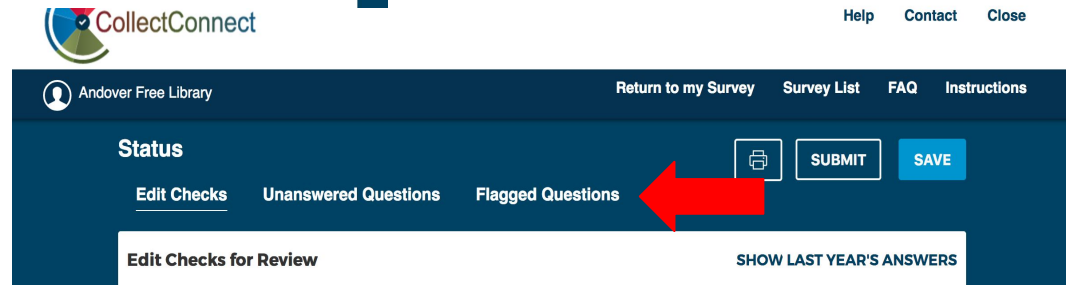 CollectConnect
Help Contact Close
Andover Free Library
Return to my Survey Survey List FAQ Instructions
Status
SUBMIT SAVE
Edit Checks Unanswered Questions Flagged Questions
Edit Checks for Review
SHOW LAST YEAR'S ANSWERS